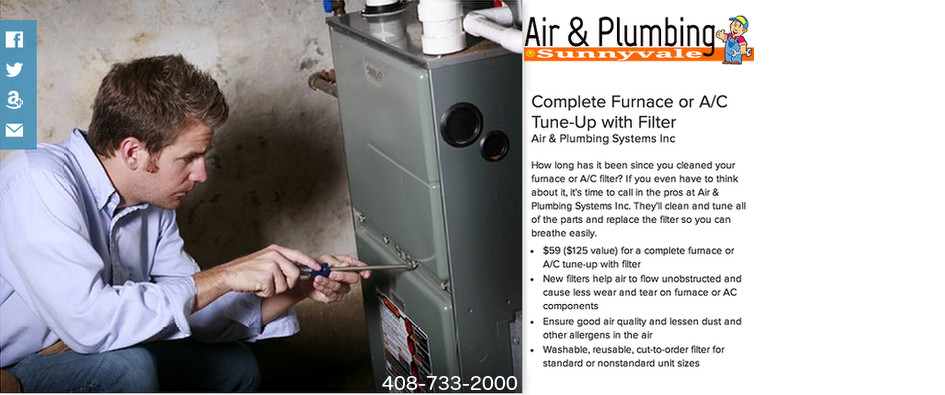 Air & Plumbing
Sunnyvale
Complete Furnace or A/C
Tune-Up with Filter
Air & Plumbing Systems Inc
How long has it been since you cleaned your
furnace or A/C filter? If you even have to think
about it, it's time to call in the pros at Air &
Plumbing Systems Inc. They'll clean and tune all
of the parts and replace the filter so you can
breathe easily.
• $59 ($125 value) for a complete furnace or
A/C tune-up with filter
• New filters help air to flow unobstructed and
cause less wear and tear on furnace or AC
components
• Ensure good air quality and lessen dust and
other allergens in the air
• Washable, reusable, cut-to-order filter for
standard or nonstandard unit sizes
408-733-2000